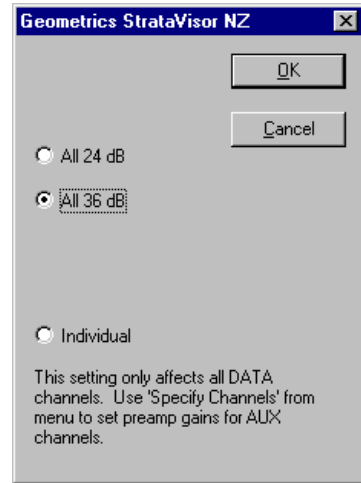 Geometrics StrataVisor NZ
OK
Cancel
All 24 dB
All 36 dB
Individual
This setting only affects all DATA
channels. Use 'Specify Channels' from
menu to set preamp gains for AUX
channels.